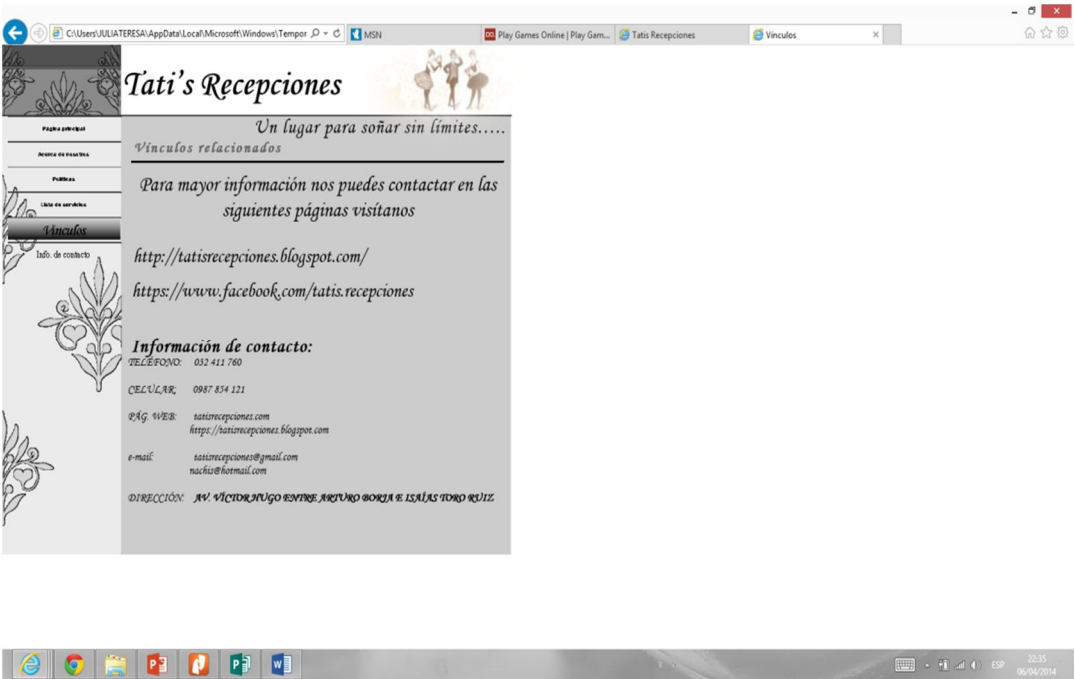 C:\Users\JULIATERESA\AppData\Local\Microsoft\Windows\Tempor
MSN
Play Games Online | Play Gam...
Tatis Recepciones
Vínculos
Tati's Recepciones
Un lugar para soñar sin límites.....
Página principal
Acerca de nosotros
Políticas
Lista de servicios
Vínculos
Info. de contacto
Vínculos relacionados
Para mayor información nos puedes contactar en las
siguientes páginas visítanos
http://tatisrecepciones.blogspot.com/
https://www.facebook.com/tatis.recepciones
Información de contacto:
TELÉFONO: 032 411 760
CELULAR; 0987 854 121
PÁG. WEB: tatisrecepciones.com
https://tatisrecepciones.blogspot.com
e-mail: tatisrecepciones@gmail.com
nachis@hotmail.com
DIRECCIÓN: AV. VÍCTOR HUGO ENTRE ARTURO BORJA E ISAÍAS TORO RUIZ
ESP
22:35
06/04/2014